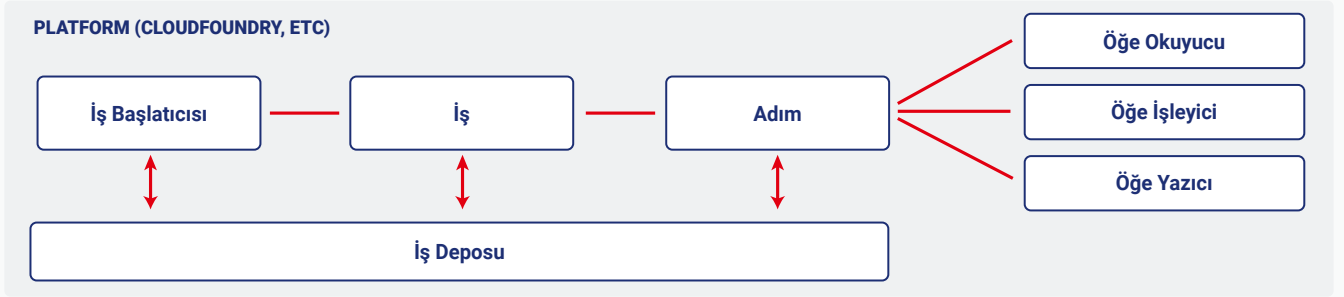 PLATFORM (CLOUDFOUNDRY, ETC)
İş Başlatıcısı
İş
Adım
Öğe Okuyucu
Öğe İşleyici
Öğe Yazıcı
İş Deposu